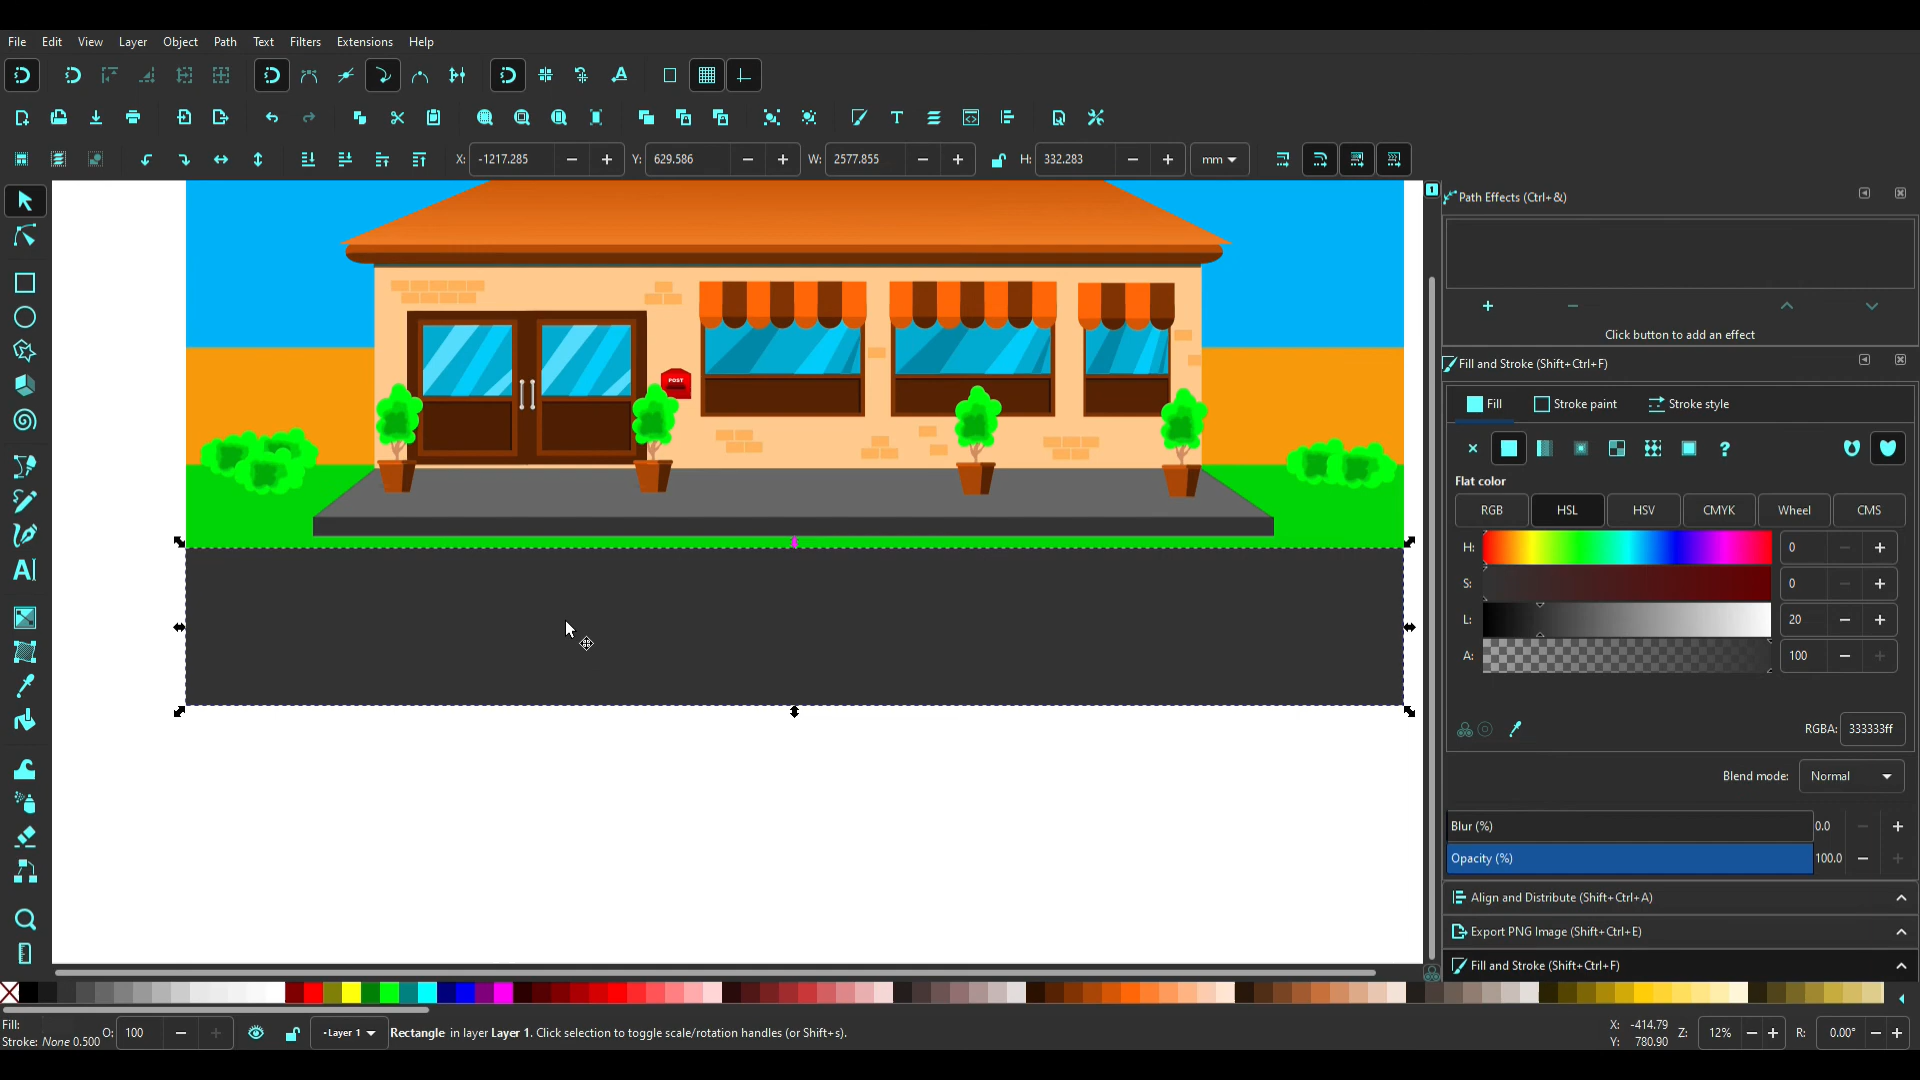 File Edit View Layer Object Path Text Filters Extensions Help
X: -1217.285 Y: 629.586 W: 2577.855 H: 332.283 mm
Path Effects (Ctrl+&)
Click button to add an effect
Fill and Stroke (Shift+Ctrl+F)
Fill Stroke paint Stroke style
Flat color
RGB HSL HSV CMYK Wheel CMS
H: 0
S: 0
L: 20
A: 100
RGBA: 333333ff
Blend mode: Normal
Blur (%) 0.0
Opacity (%) 100.0
Align and Distribute (Shift+Ctrl+A)
Export PNG Image (Shift+Ctrl+E)
Fill and Stroke (Shift+Ctrl+F)
POST
Fill:
Stroke: None 0.500
O: 100
-Layer 1
Rectangle in layer Layer 1. Click selection to toggle scale/rotation handles (or Shift+s).
X: -414.79
Y: 780.90
Z: 12% R: 0.00°